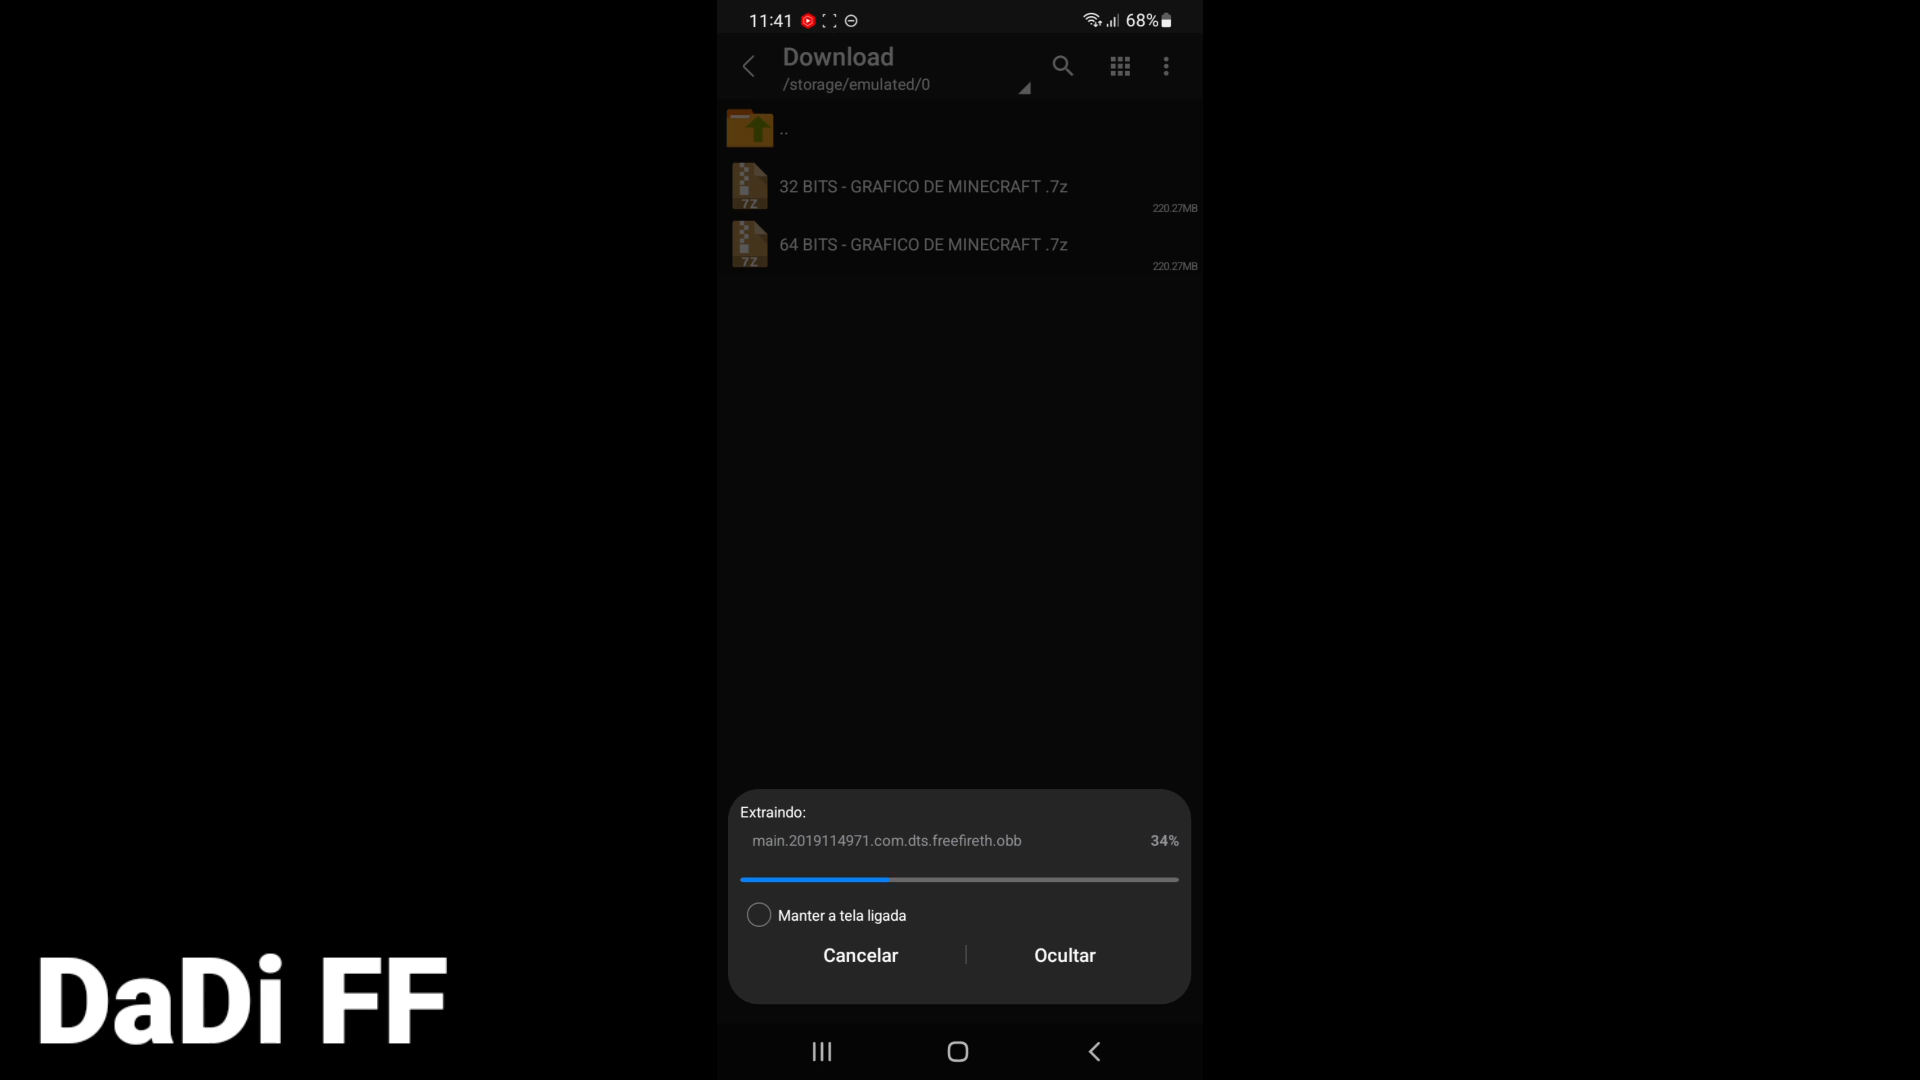 11:41
68%
Download
/storage/emulated/0
..
7Z
32 BITS - GRAFICO DE MINECRAFT .7z
220.27MB
7Z
64 BITS - GRAFICO DE MINECRAFT .7z
220.27MB
Extraindo:
main.2019114971.com.dts.freefireth.obb 34%
Manter a tela ligada
Cancelar
Ocultar
DaDi FF